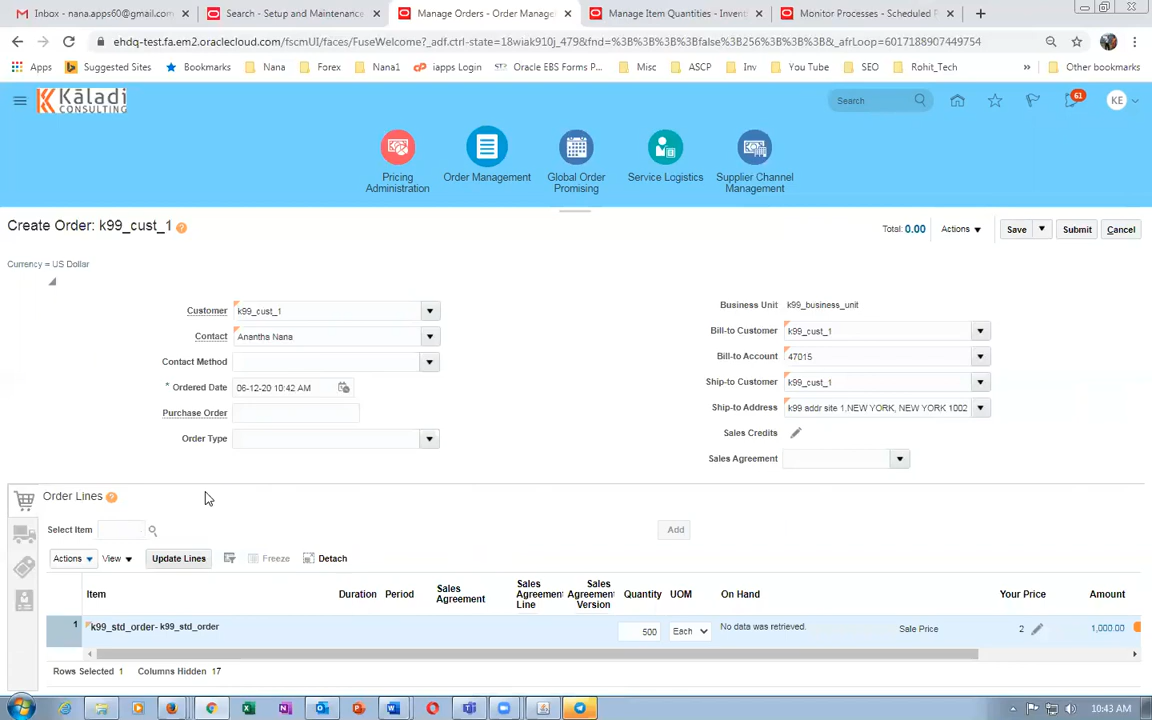 Inbox - nana.apps60@gmail.com
Search - Setup and Maintenance
Manage Orders - Order Manage
Manage Item Quantities - Invent
Monitor Processes - Scheduled P
ehdq-test.fa.em2.oraclecloud.com/fscmUI/faces/FuseWelcome?_adf.ctrl-state=18wiak910j_479&fnd=%3B%3B%3B%3Bfalse%3B256%3B%3B%3B&_afrLoop=6017188907449754
Apps Suggested Sites Bookmarks Nana Forex Nana1 iapps Login Oracle EBS Forms P... Misc ASCP Inv You Tube SEO Rohit_Tech » Other bookmarks
Kaladi
CONSULTING
Search
61
KE
Pricing Administration
Order Management
Global Order Promising
Service Logistics
Supplier Channel Management
Create Order: k99_cust_1
Total: 0.00 Actions Save Submit Cancel
Currency = US Dollar
Customer k99_cust_1
Contact Anantha Nana
Contact Method
* Ordered Date 06-12-20 10:42 AM
Purchase Order
Order Type
Business Unit k99_business_unit
Bill-to Customer k99_cust_1
Bill-to Account 47015
Ship-to Customer k99_cust_1
Ship-to Address k99 addr site 1,NEW YORK, NEW YORK 1002
Sales Credits
Sales Agreement
Order Lines
Select Item Add
Actions View Update Lines Freeze Detach
Item Duration Period Sales Agreement Sales Agreement Line Sales Agreement Version Quantity UOM On Hand Your Price Amount
1 k99_std_order- k99_std_order 500 Each No data was retrieved. Sale Price 2 1,000.00
Rows Selected 1 Columns Hidden 17
10:43 AM